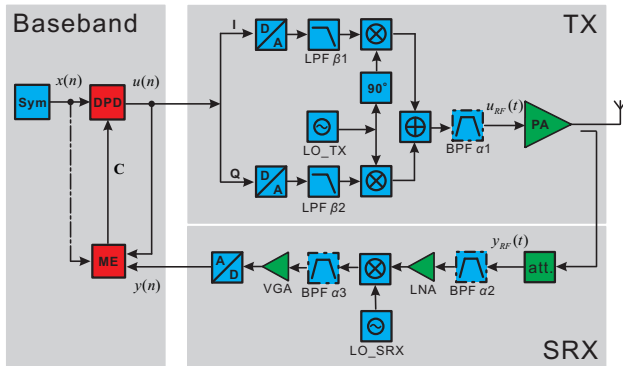 Baseband
TX
x(n)
u(n)
I
D
A
LPF β1
Sym
DPD
90°
LO_TX
u_RF(t)
PA
BPF α1
Q
D
A
LPF β2
C
ME
y(n)
A
D
VGA
BPF α3
LO_SRX
LNA
BPF α2
y_RF(t)
att.
SRX